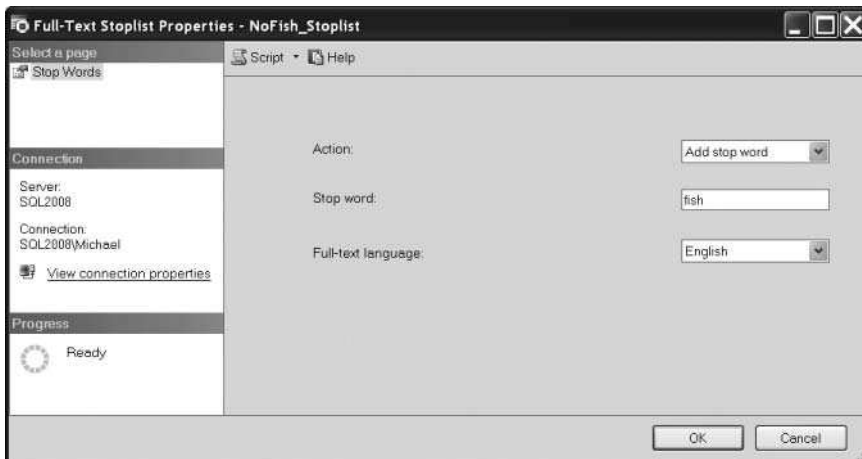 Full-Text Stoplist Properties - NoFish_Stoplist
Select a page
Stop Words
Script
Help
Action:
Add stop word
Stop word:
fish
Full-text language:
English
Connection
Server:
SQL2008
Connection:
SQL2008\Michael
View connection properties
Progress
Ready
OK
Cancel